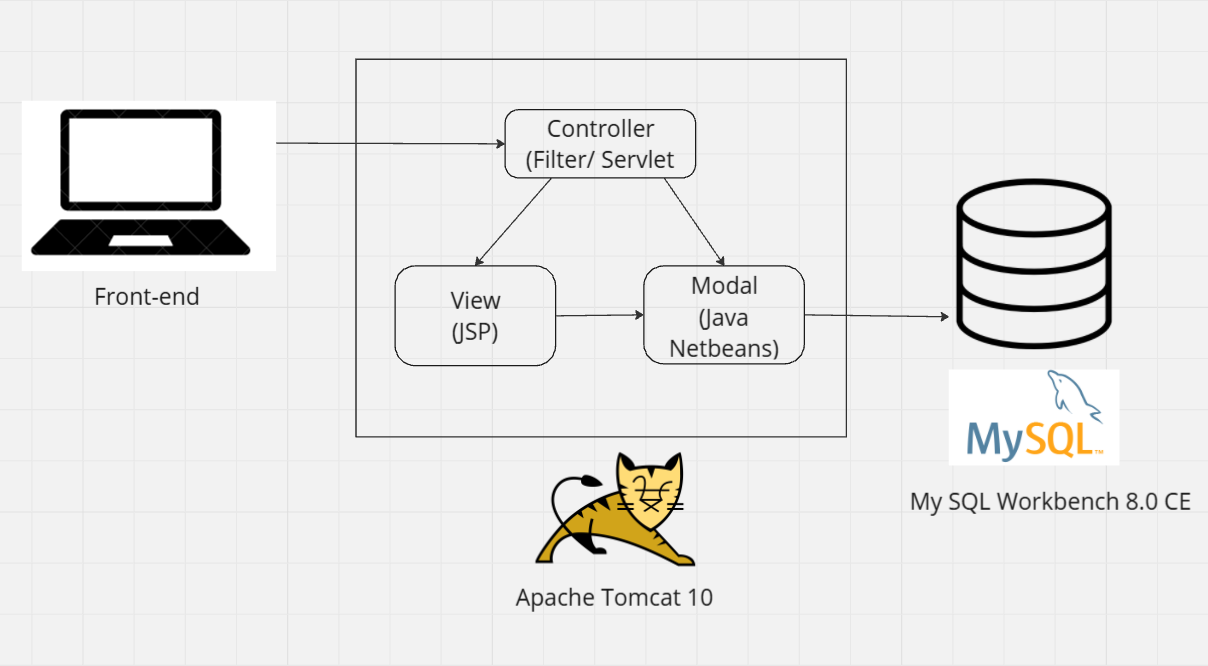 Controller
(Filter/ Servlet
Front-end
View
(JSP)
Modal
(Java
Netbeans)
MySQL™
My SQL Workbench 8.0 CE
Apache Tomcat 10